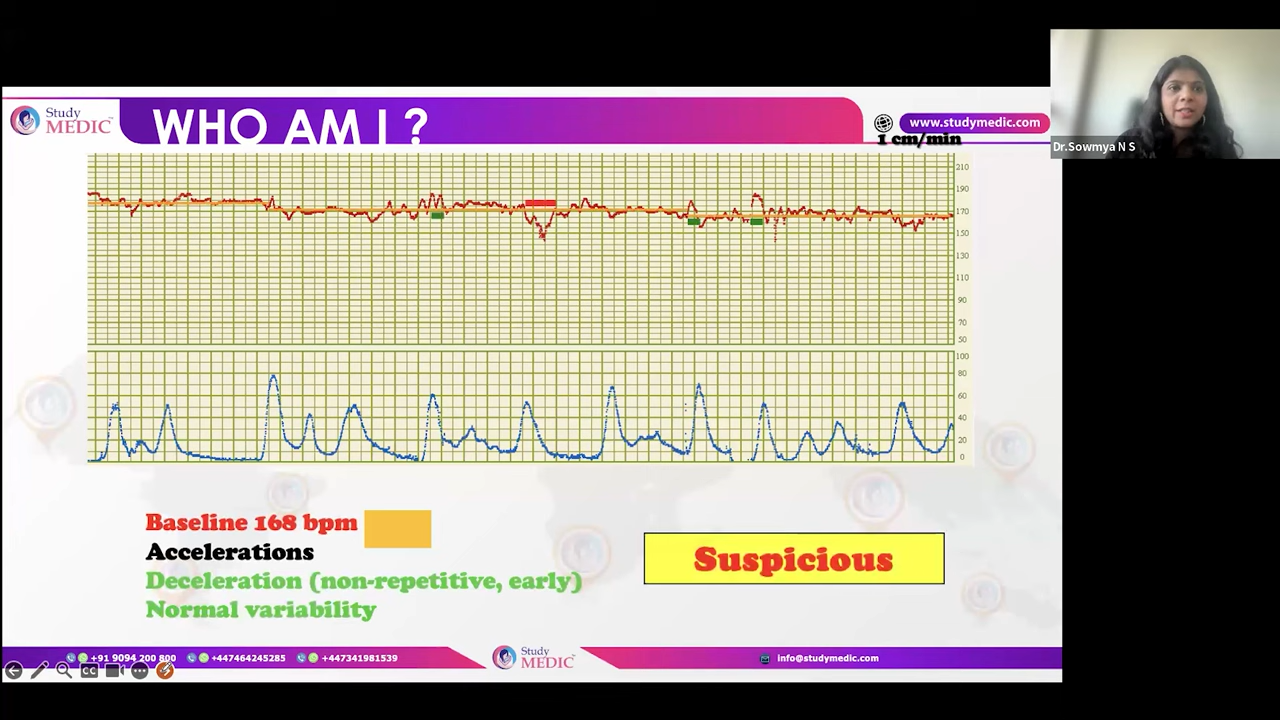 Study
MEDIC
WHO AM I ?
www.studymedic.com
1 cm/min
Dr.Sowmya N S
210
190
170
150
130
110
90
70
50
100
80
60
40
20
0
Baseline 168 bpm
Accelerations
Deceleration (non-repetitive, early)
Normal variability
Suspicious
+91 9094 200 800
+447464245285
+447341981539
Study
MEDIC
info@studymedic.com
CC